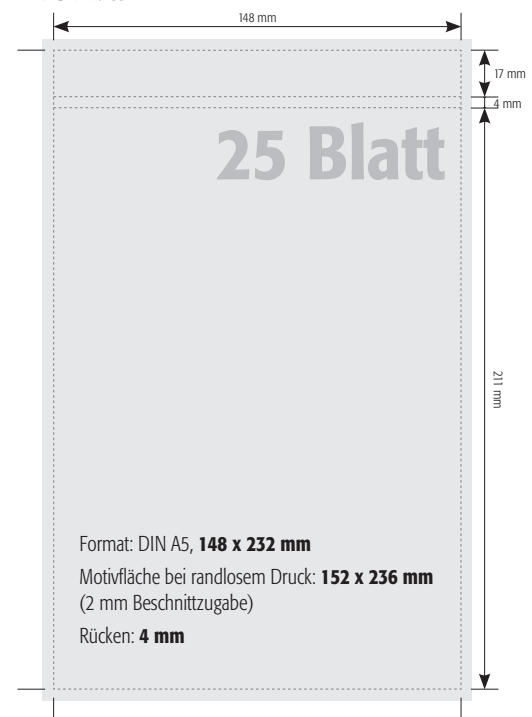 148 mm
17 mm
4 mm
25 Blatt
211 mm
Format: DIN A5, 148 x 232 mm
Motivfläche bei randlosem Druck: 152 x 236 mm
(2 mm Beschnittzugabe)
Rücken: 4 mm